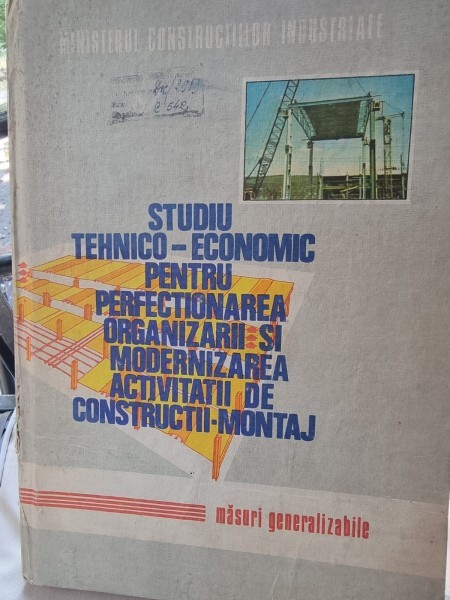 MINISTERUL CONSTRUCTIILOR INDUSTRIALE
STUDIU
TEHNICO-ECONOMIC
PENTRU
PERFECTIONAREA
ORGANIZARII SI
MODERNIZAREA
ACTIVITATII DE
CONSTRUCTII-MONTAJ
măsuri generalizabile